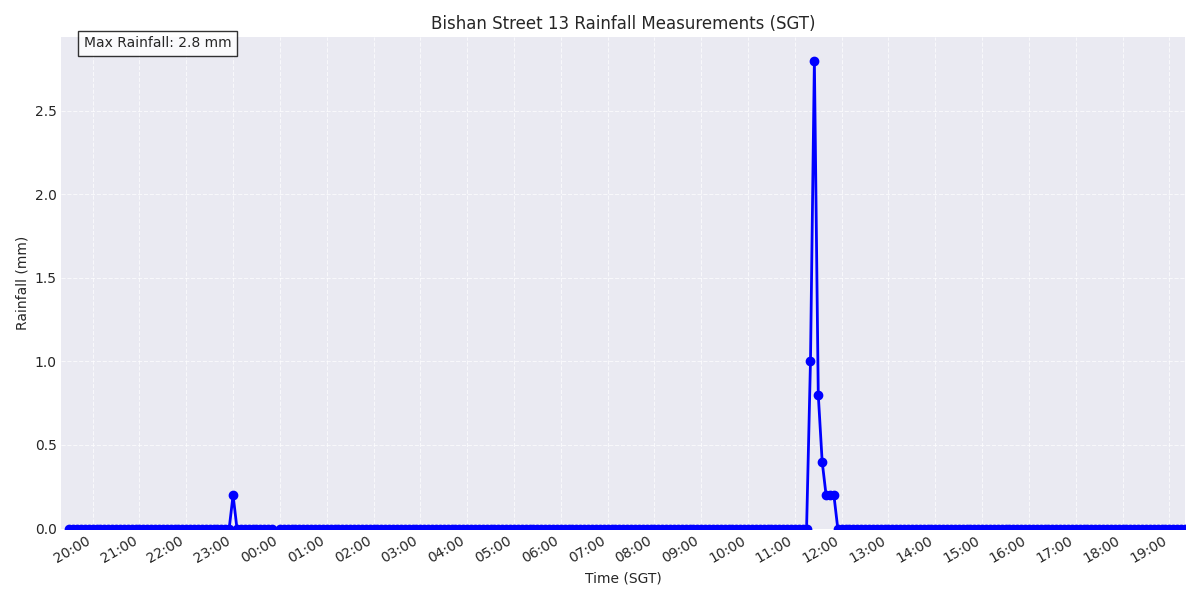 Bishan Street 13 Rainfall Measurements (SGT)
Max Rainfall: 2.8 mm
Rainfall (mm)
2.5
2.0
1.5
1.0
0.5
0.0
20:00 21:00 22:00 23:00 00:00 01:00 02:00 03:00 04:00 05:00 06:00 07:00 08:00 09:00 10:00 11:00 12:00 13:00 14:00 15:00 16:00 17:00 18:00 19:00
Time (SGT)